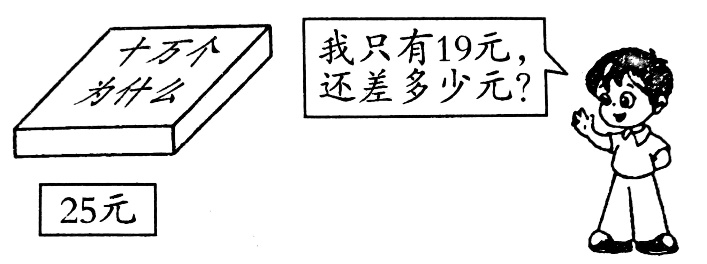 十万个
为什么
25元
我只有19元，
还差多少元？